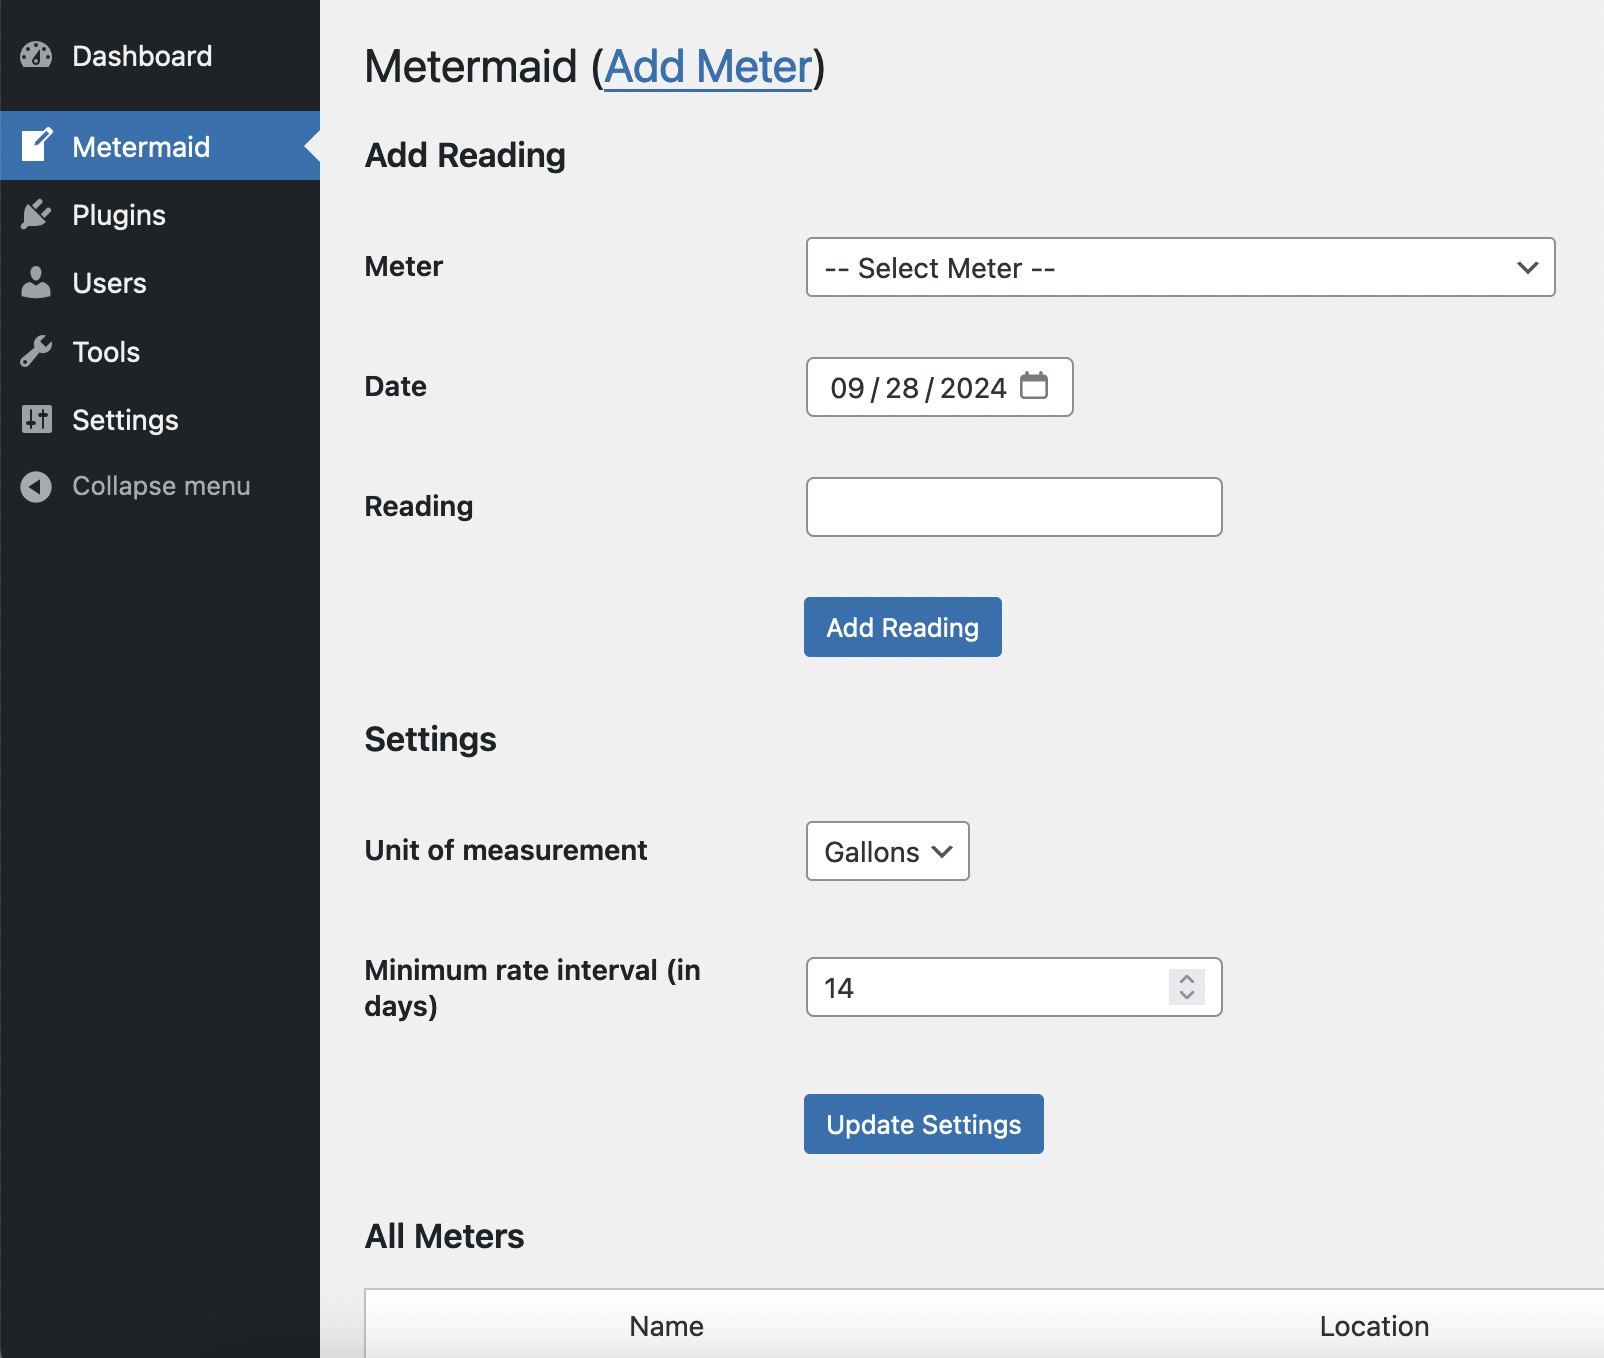 Dashboard
Metermaid
Plugins
Users
Tools
Settings
Collapse menu
Metermaid (Add Meter)
Add Reading
Meter
-- Select Meter --
Date
09/28/2024
Reading
Add Reading
Settings
Unit of measurement
Gallons
Minimum rate interval (in
days)
14
Update Settings
All Meters
Name
Location